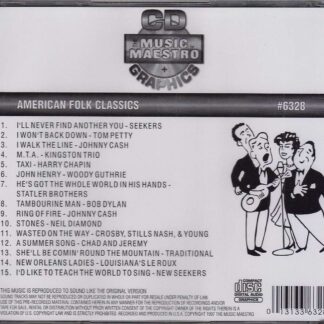 CD
MUSIC
MAESTRO
+
GRAPHICS
AMERICAN FOLK CLASSICS #6328
1. I'LL NEVER FIND ANOTHER YOU - SEEKERS
2. I WON'T BACK DOWN - TOM PETTY
3. I WALK THE LINE - JOHNNY CASH
4. M.T.A. - KINGSTON TRIO
5. TAXI - HARRY CHAPIN
6. JOHN HENRY - WOODY GUTHRIE
7. HE'S GOT THE WHOLE WORLD IN HIS HANDS -
STATLER BROTHERS
8. TAMBOURINE MAN - BOB DYLAN
9. RING OF FIRE - JOHNNY CASH
10. STONES - NEIL DIAMOND
11. WASTED ON THE WAY - CROSBY, STILLS NASH, & YOUNG
12. A SUMMER SONG - CHAD AND JEREMY
13. SHE'LL BE COMIN' ROUND THE MOUNTAIN - TRADITIONAL
14. NEW ORLEANS LADIES - LOUISIANA'S LE ROUX
15. I'D LIKE TO TEACH THE WORLD TO SING - NEW SEEKERS
THIS MUSIC IS REPRODUCED TO SOUND LIKE THE ORIGINAL VERSION
COMPACT
disc
DIGITAL AUDIO
GRAPHICS